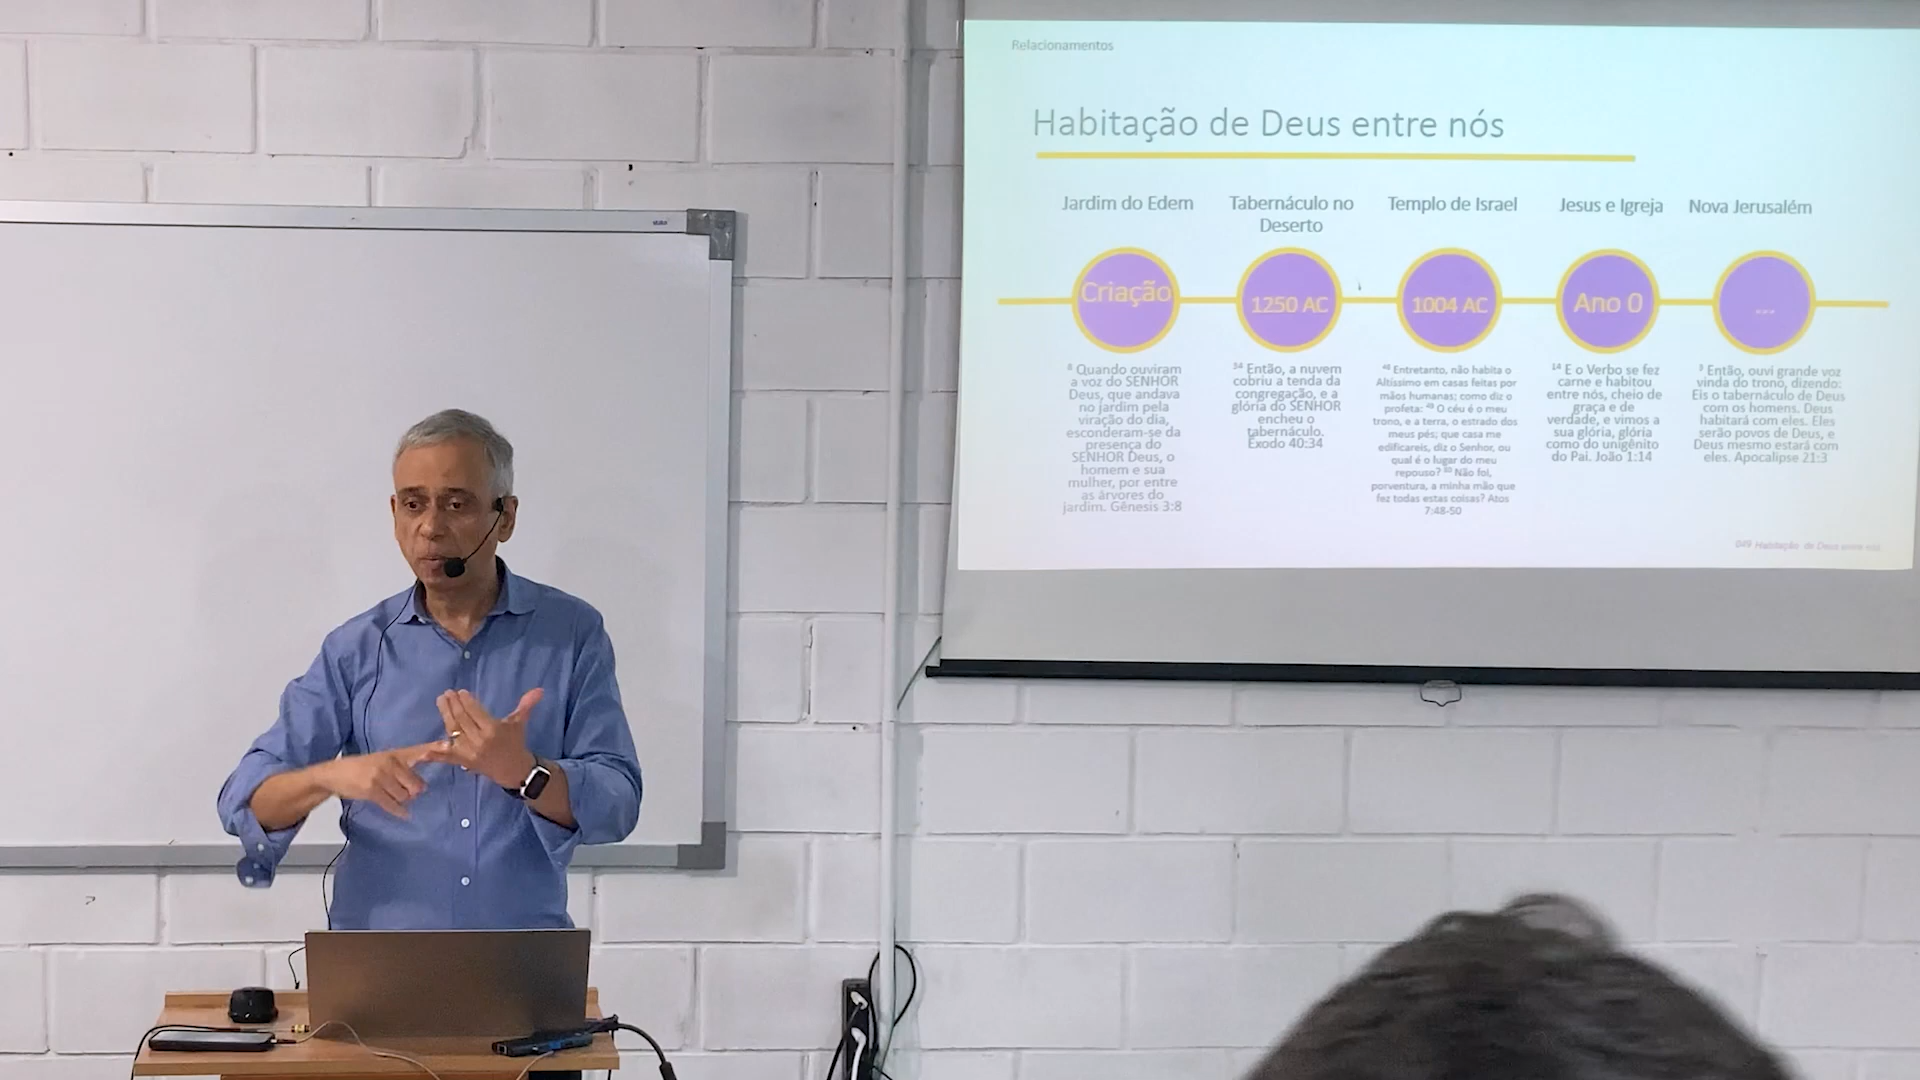 Relacionamentos
Habitação de Deus entre nós
Jardim do Edem
Criação
⁸ Quando ouviram
a voz do SENHOR
Deus, que andava
no jardim pela
viração do dia,
esconderam-se da
presença do
SENHOR Deus, o
homem e sua
mulher, por entre
as árvores do
jardim. Gênesis 3:8
Tabernáculo no
Deserto
1250 AC
³⁴ Então, a nuvem
cobriu a tenda da
congregação, e a
glória do SENHOR
encheu o
tabernáculo.
Êxodo 40:34
Templo de Israel
1004 AC
⁴⁸ Entretanto, não habita o
Altíssimo em casas feitas por
mãos humanas; como diz o
profeta: ⁴⁹ O céu é o meu
trono, e a terra, o estrado dos
meus pés; que casa me
edificareis, diz o Senhor, ou
qual é o lugar do meu
repouso? ⁵⁰ Não foi,
porventura, a minha mão que
fez todas estas coisas? Atos
7:48-50
Jesus e Igreja
Ano 0
¹⁴ E o Verbo se fez
carne e habitou
entre nós, cheio de
graça e de
verdade, e vimos a
sua glória, glória
como do unigênito
do Pai. João 1:14
Nova Jerusalém
...
³ Então, ouvi grande voz
vinda do trono, dizendo:
Eis o tabernáculo de Deus
com os homens. Deus
habitará com eles. Eles
serão povos de Deus, e
Deus mesmo estará com
eles. Apocalipse 21:3
049 Habitação de Deus entre nós